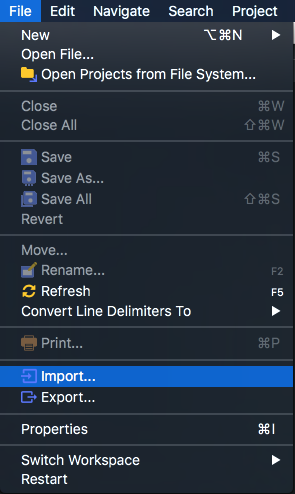 File Edit Navigate Search Project
New ⌥⌘N ▶
Open File...
Open Projects from File System...
Close ⌘W
Close All ⇧⌘W
Save ⌘S
Save As...
Save All ⇧⌘S
Revert
Move...
Rename... F2
Refresh F5
Convert Line Delimiters To ▶
Print... ⌘P
Import...
Export...
Properties ⌘I
Switch Workspace ▶
Restart